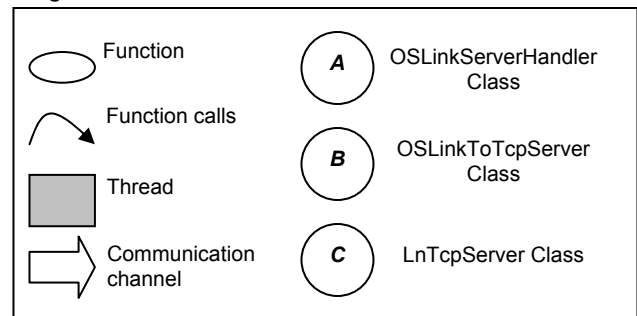 Function
Function calls
Thread
Communication
channel
A
OSLinkServerHandler
Class
B
OSLinkToTcpServer
Class
C
LnTcpServer Class